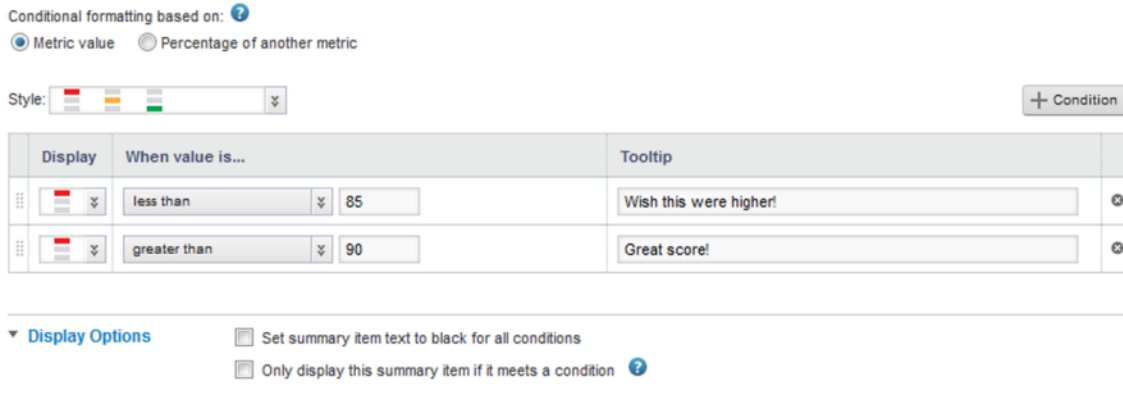 Conditional formatting based on:
Metric value Percentage of another metric
Style: Condition
Display When value is... Tooltip
less than 85 Wish this were higher!
greater than 90 Great score!
Display Options Set summary item text to black for all conditions
Only display this summary item if it meets a condition